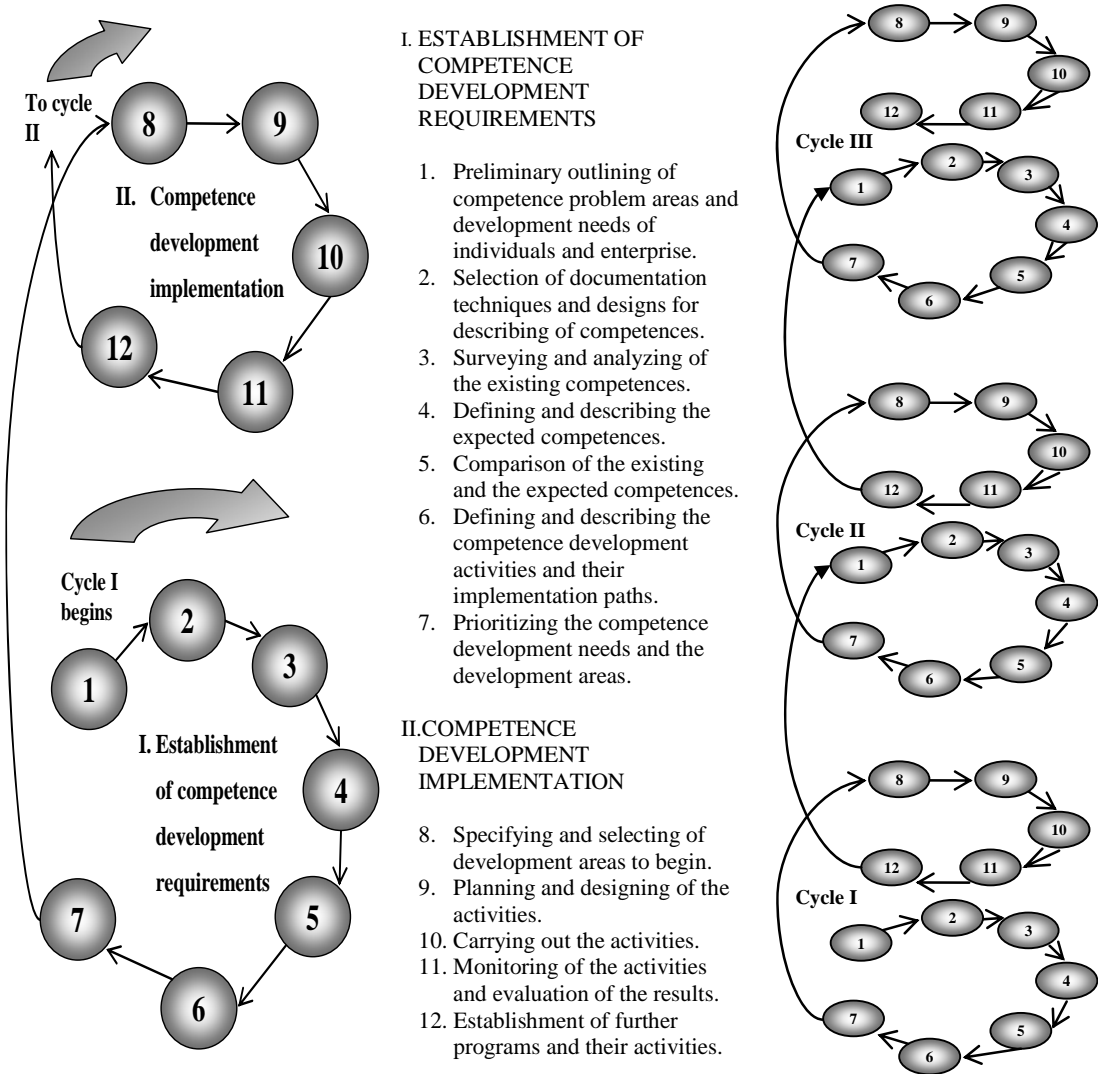 To cycle
II
8
9
II. Competence
development
implementation
10
12
11
Cycle I
begins
2
1
3
I. Establishment
of competence
development
requirements
4
7
5
6
I. ESTABLISHMENT OF
COMPETENCE
DEVELOPMENT
REQUIREMENTS
1. Preliminary outlining of
competence problem areas and
development needs of
individuals and enterprise.
2. Selection of documentation
techniques and designs for
describing of competences.
3. Surveying and analyzing of
the existing competences.
4. Defining and describing the
expected competences.
5. Comparison of the existing
and the expected competences.
6. Defining and describing the
competence development
activities and their
implementation paths.
7. Prioritizing the competence
development needs and the
development areas.
II.COMPETENCE
DEVELOPMENT
IMPLEMENTATION
8. Specifying and selecting of
development areas to begin.
9. Planning and designing of the
activities.
10. Carrying out the activities.
11. Monitoring of the activities
and evaluation of the results.
12. Establishment of further
programs and their activities.
8
9
10
12
11
Cycle III
1
2
3
4
7
5
6
8
9
10
12
11
Cycle II
1
2
3
4
7
5
6
8
9
10
12
11
Cycle I
1
2
3
4
7
5
6